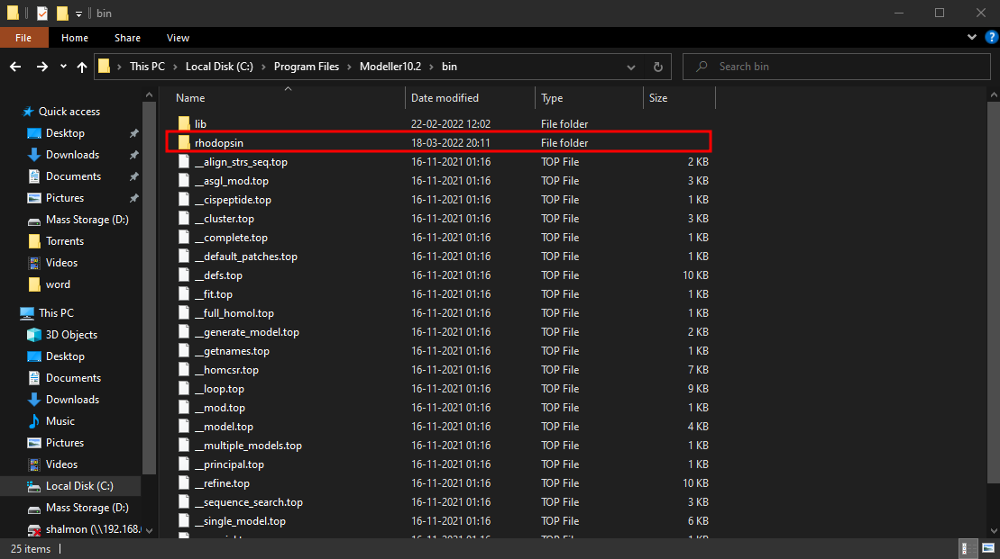 bin
File Home Share View
This PC Local Disk (C:) Program Files Modeller10.2 bin Search bin
Name Date modified Type Size
Quick access
Desktop
Downloads
Documents
Pictures
Mass Storage (D:)
Torrents
Videos
word
This PC
3D Objects
Desktop
Documents
Downloads
Music
Pictures
Videos
Local Disk (C:)
Mass Storage (D:)
shalmon (\\192.168.
lib 22-02-2022 12:02 File folder
rhodopsin 18-03-2022 20:11 File folder
__align_strs_seq.top 16-11-2021 01:16 TOP File 2 KB
__asgl_mod.top 16-11-2021 01:16 TOP File 3 KB
__cispeptide.top 16-11-2021 01:16 TOP File 1 KB
__cluster.top 16-11-2021 01:16 TOP File 3 KB
__complete.top 16-11-2021 01:16 TOP File 1 KB
__default_patches.top 16-11-2021 01:16 TOP File 1 KB
__defs.top 16-11-2021 01:16 TOP File 10 KB
__fit.top 16-11-2021 01:16 TOP File 1 KB
__full_homol.top 16-11-2021 01:16 TOP File 1 KB
__generate_model.top 16-11-2021 01:16 TOP File 2 KB
__getnames.top 16-11-2021 01:16 TOP File 1 KB
__homcsr.top 16-11-2021 01:16 TOP File 7 KB
__loop.top 16-11-2021 01:16 TOP File 9 KB
__mod.top 16-11-2021 01:16 TOP File 1 KB
__model.top 16-11-2021 01:16 TOP File 4 KB
__multiple_models.top 16-11-2021 01:16 TOP File 1 KB
__principal.top 16-11-2021 01:16 TOP File 1 KB
__refine.top 16-11-2021 01:16 TOP File 10 KB
__sequence_search.top 16-11-2021 01:16 TOP File 3 KB
__single_model.top 16-11-2021 01:16 TOP File 6 KB
25 items